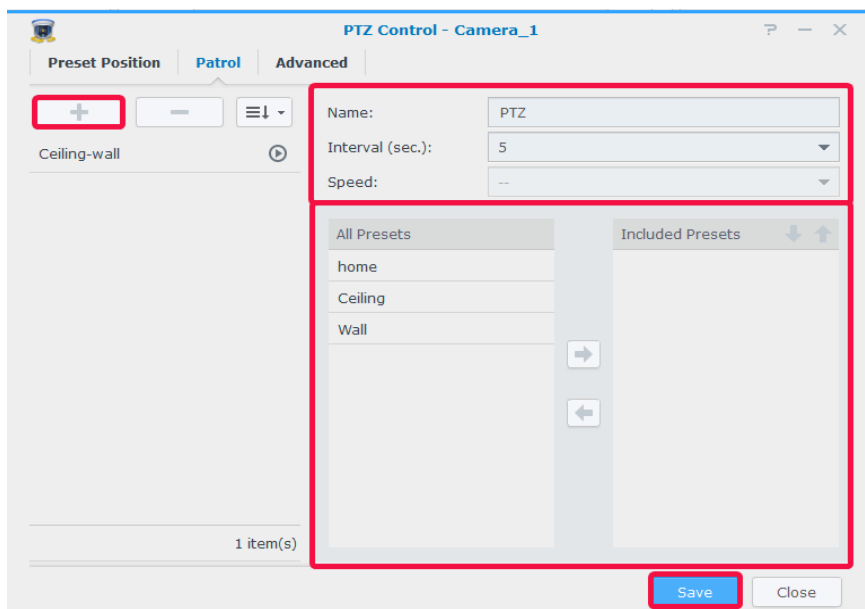 PTZ Control - Camera_1
Preset Position Patrol Advanced
Ceiling-wall
1 item(s)
Name: PTZ
Interval (sec.): 5
Speed: --
All Presets
home
Ceiling
Wall
Included Presets
Save Close